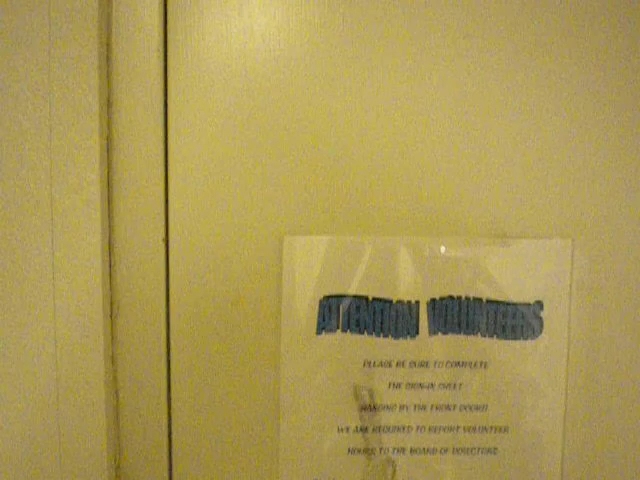 ATTENTION VOLUNTEERS
PLEASE BE SURE TO COMPLETE
THE SIGN-IN SHEET
HANGING BY THE FRONT DOOR!!
WE ARE REQUIRED TO REPORT VOLUNTEER
HOURS TO THE BOARD OF DIRECTORS